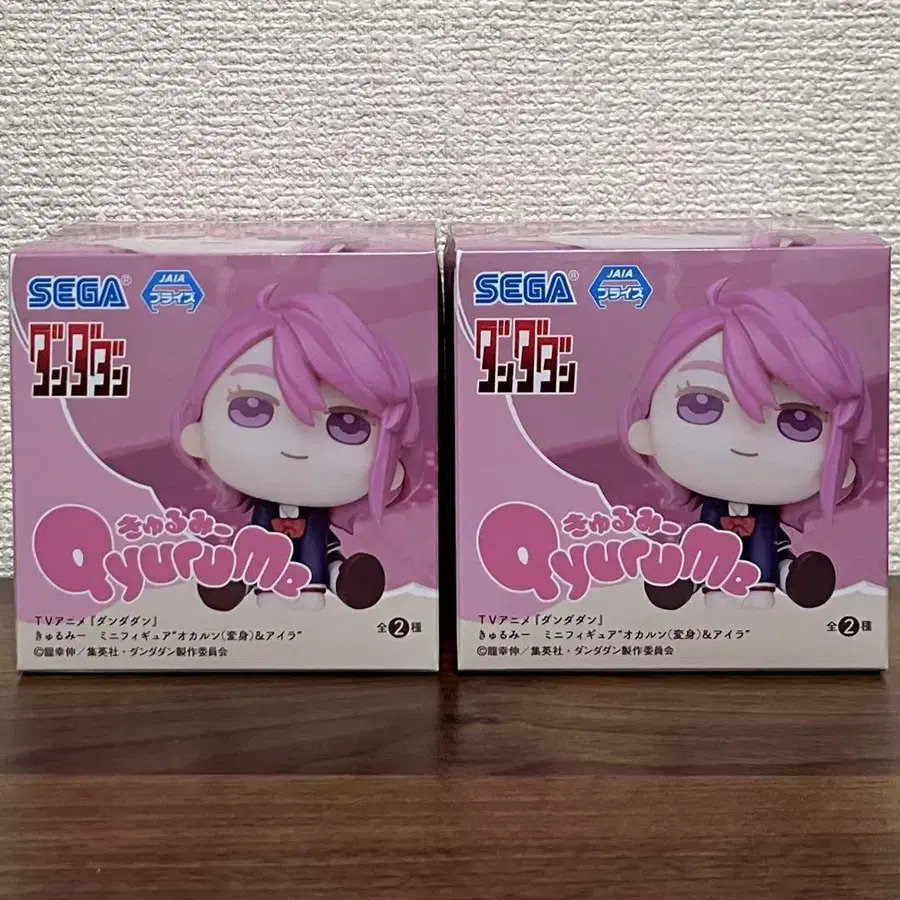 SEGA®
JAIA
プライズ
ダンダダン
きゅるみー
QyuruMe
TVアニメ『ダンダダン』
きゅるみー ミニフィギュア"オカルン(変身)&アイラ"
©龍幸伸/集英社・ダンダダン製作委員会
全2種
SEGA®
JAIA
プライズ
ダンダダン
きゅるみー
QyuruMe
TVアニメ『ダンダダン』
きゅるみー ミニフィギュア"オカルン(変身)&アイラ"
©龍幸伸/集英社・ダンダダン製作委員会
全2種